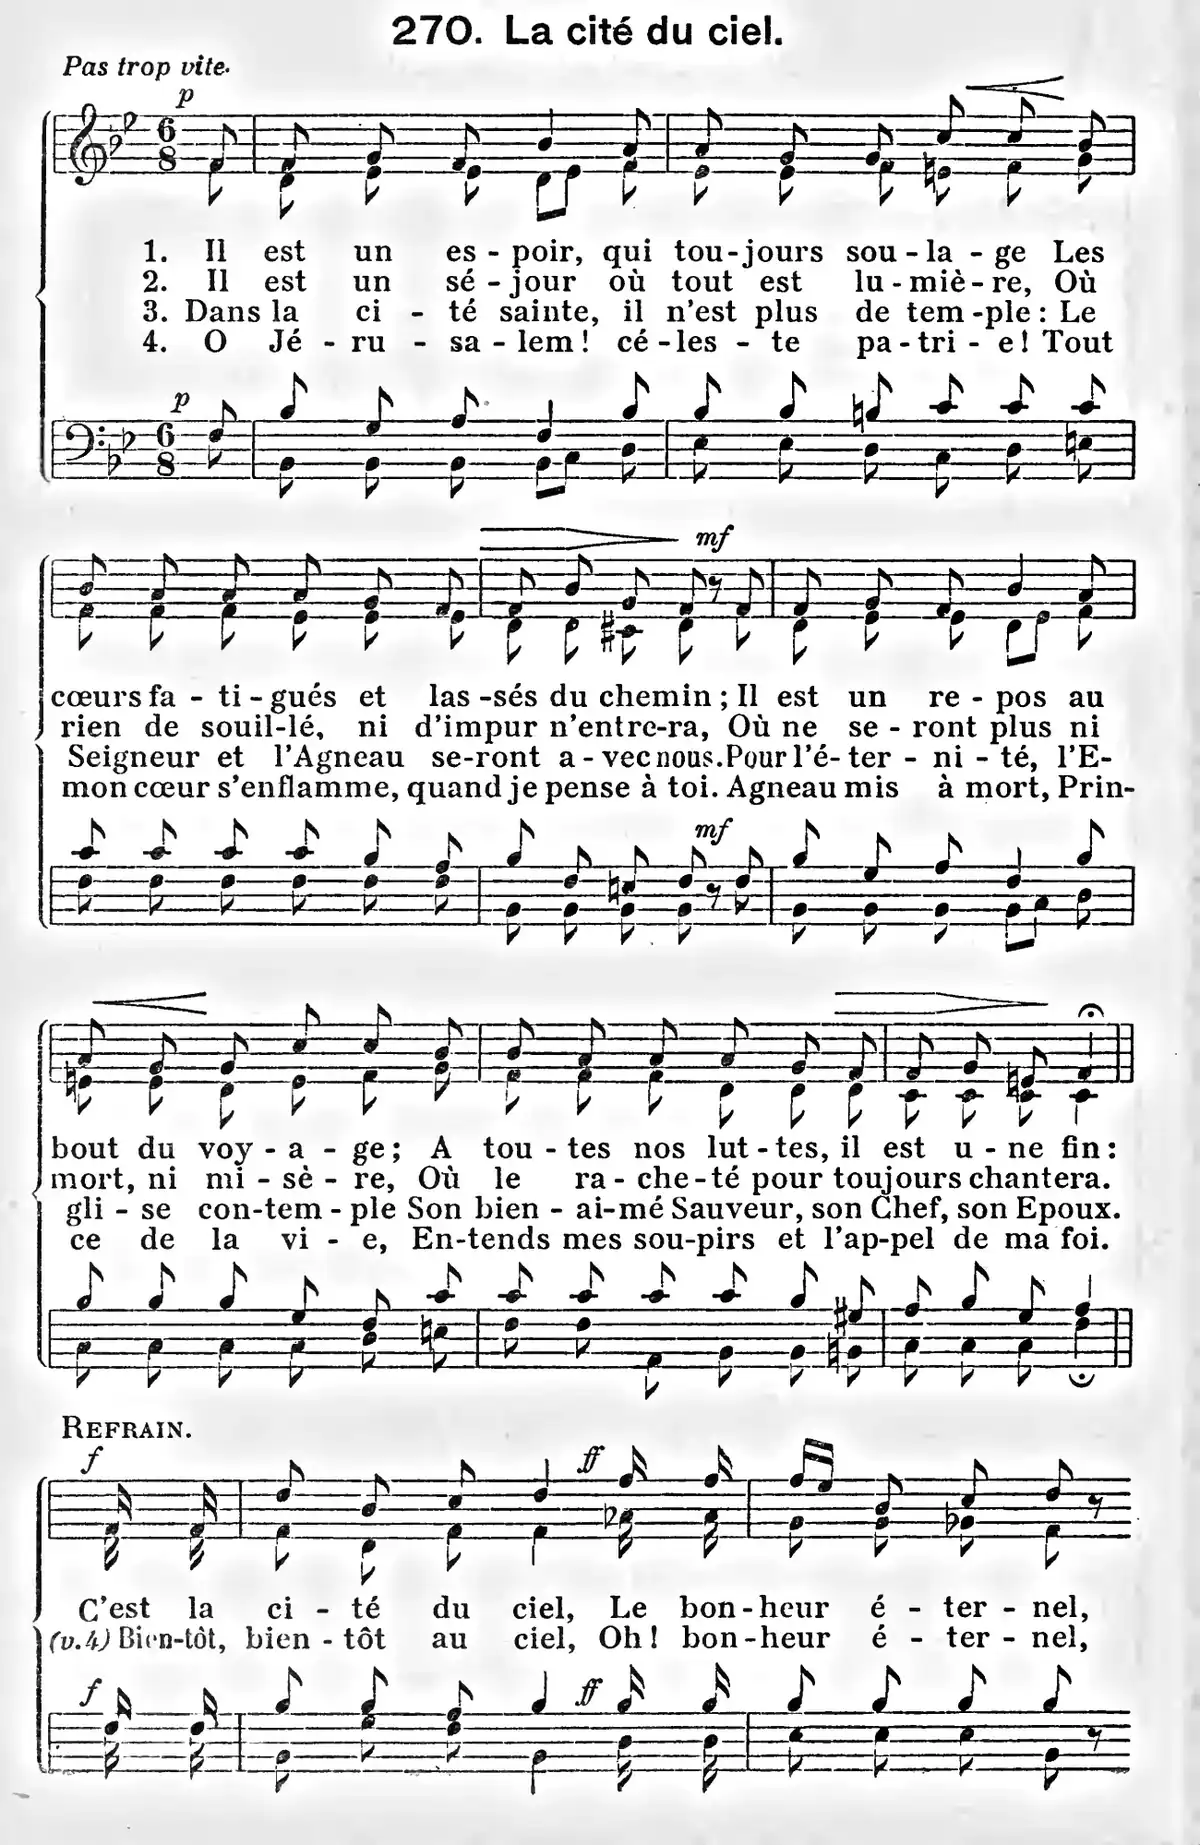 270. La cité du ciel.
Pas trop vite.
p
1. Il est un es - poir, qui tou-jours sou - la - ge Les
2. Il est un sé - jour où tout est lu - miè - re, Où
3. Dans la ci - té sainte, il n'est plus de tem - ple : Le
4. O Jé - ru - sa - lem ! cé - les - te pa - tri - e ! Tout
p
mf
cœurs fa - ti - gués et las - sés du chemin ; Il est un re - pos au
rien de souil-lé, ni d'impur n'entre-ra, Où ne se - ront plus ni
Seigneur et l'Agneau se-ront a - vec nous. Pour l'é - ter - ni - té, l'E-
mon cœur s'enflamme, quand je pense à toi. Agneau mis à mort, Prin-
mf
bout du voy - a - ge ; A tou - tes nos lut - tes, il est u - ne fin :
mort, ni mi - sè - re, Où le ra - che - té pour toujours chantera.
gli - se con-tem - ple Son bien - ai-mé Sauveur, son Chef, son Epoux.
ce de la vi - e, En-tends mes sou-pirs et l'ap-pel de ma foi.
REFRAIN.
f ff
C'est la ci - té du ciel, Le bon-heur é - ter - nel,
(v.4) Bien-tôt, bien - tôt au ciel, Oh ! bon-heur é - ter - nel,
f ff